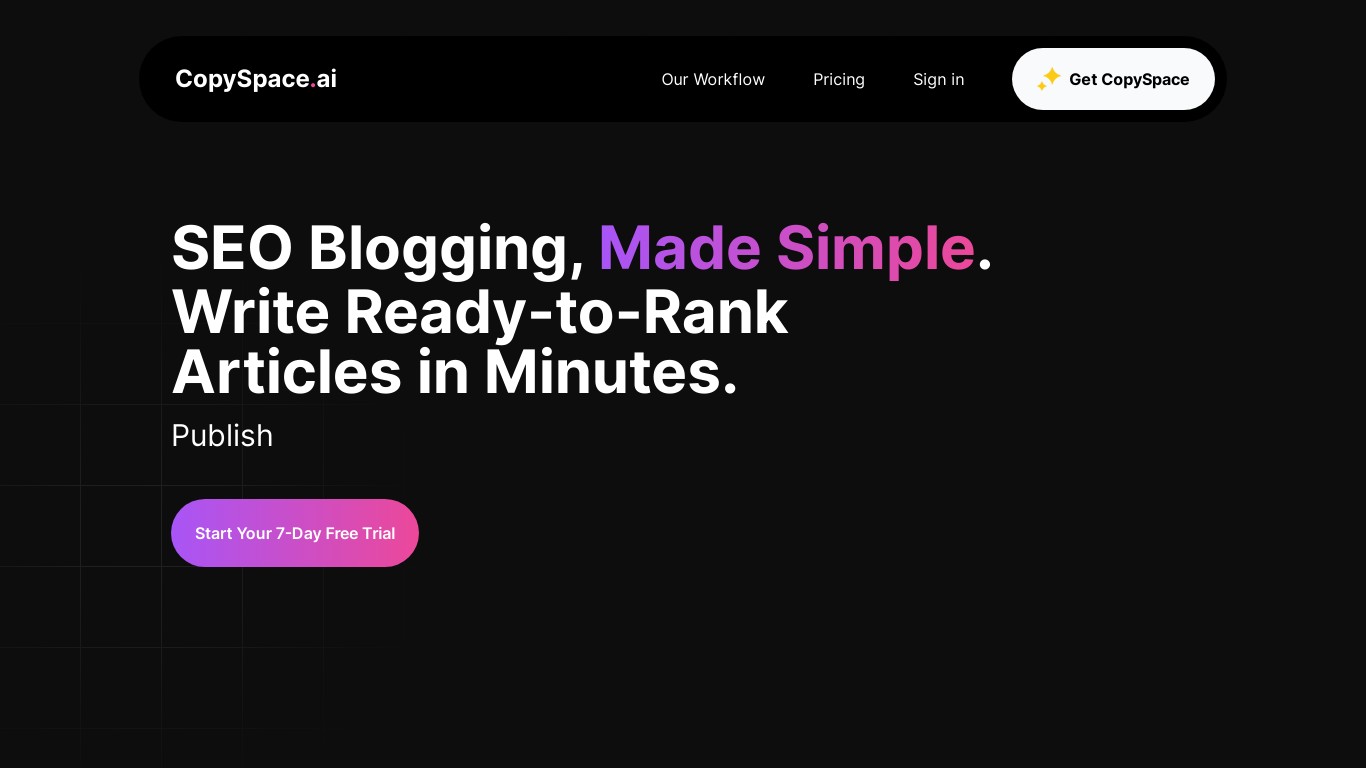 CopySpace.ai
Our Workflow
Pricing
Sign in
Get CopySpace
SEO Blogging, Made Simple.
Write Ready-to-Rank
Articles in Minutes.
Publish
Start Your 7-Day Free Trial